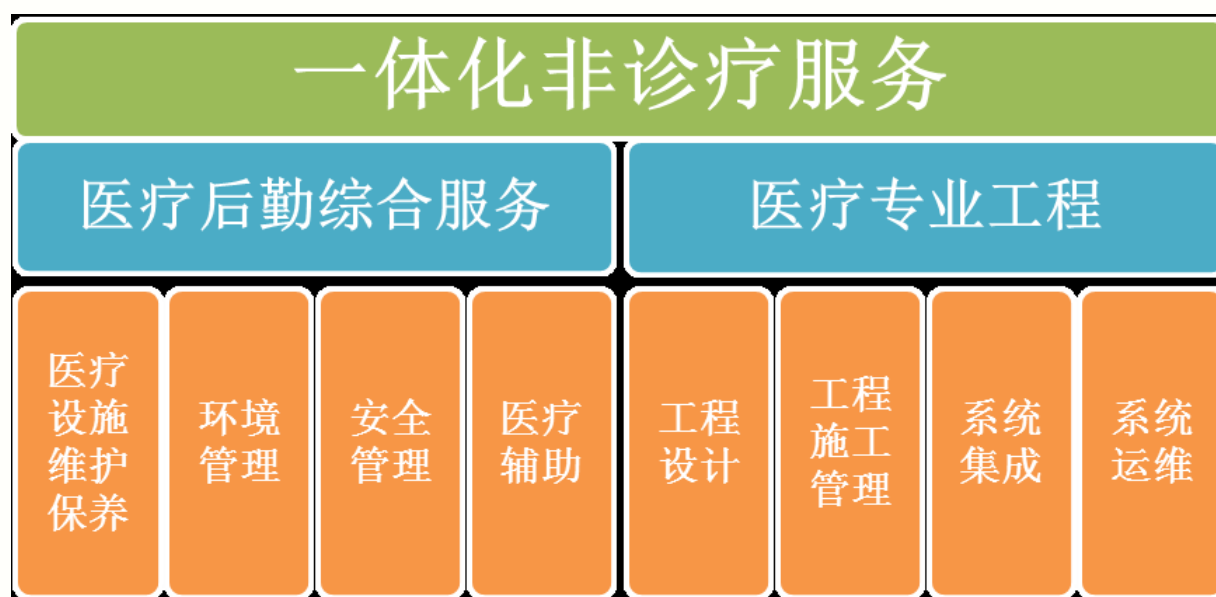 一体化非诊疗服务
医疗后勤综合服务
医疗专业工程
医疗
设施
维护
保养
环境
管理
安全
管理
医疗
辅助
工程
设计
工程
施工
管理
系统
集成
系统
运维